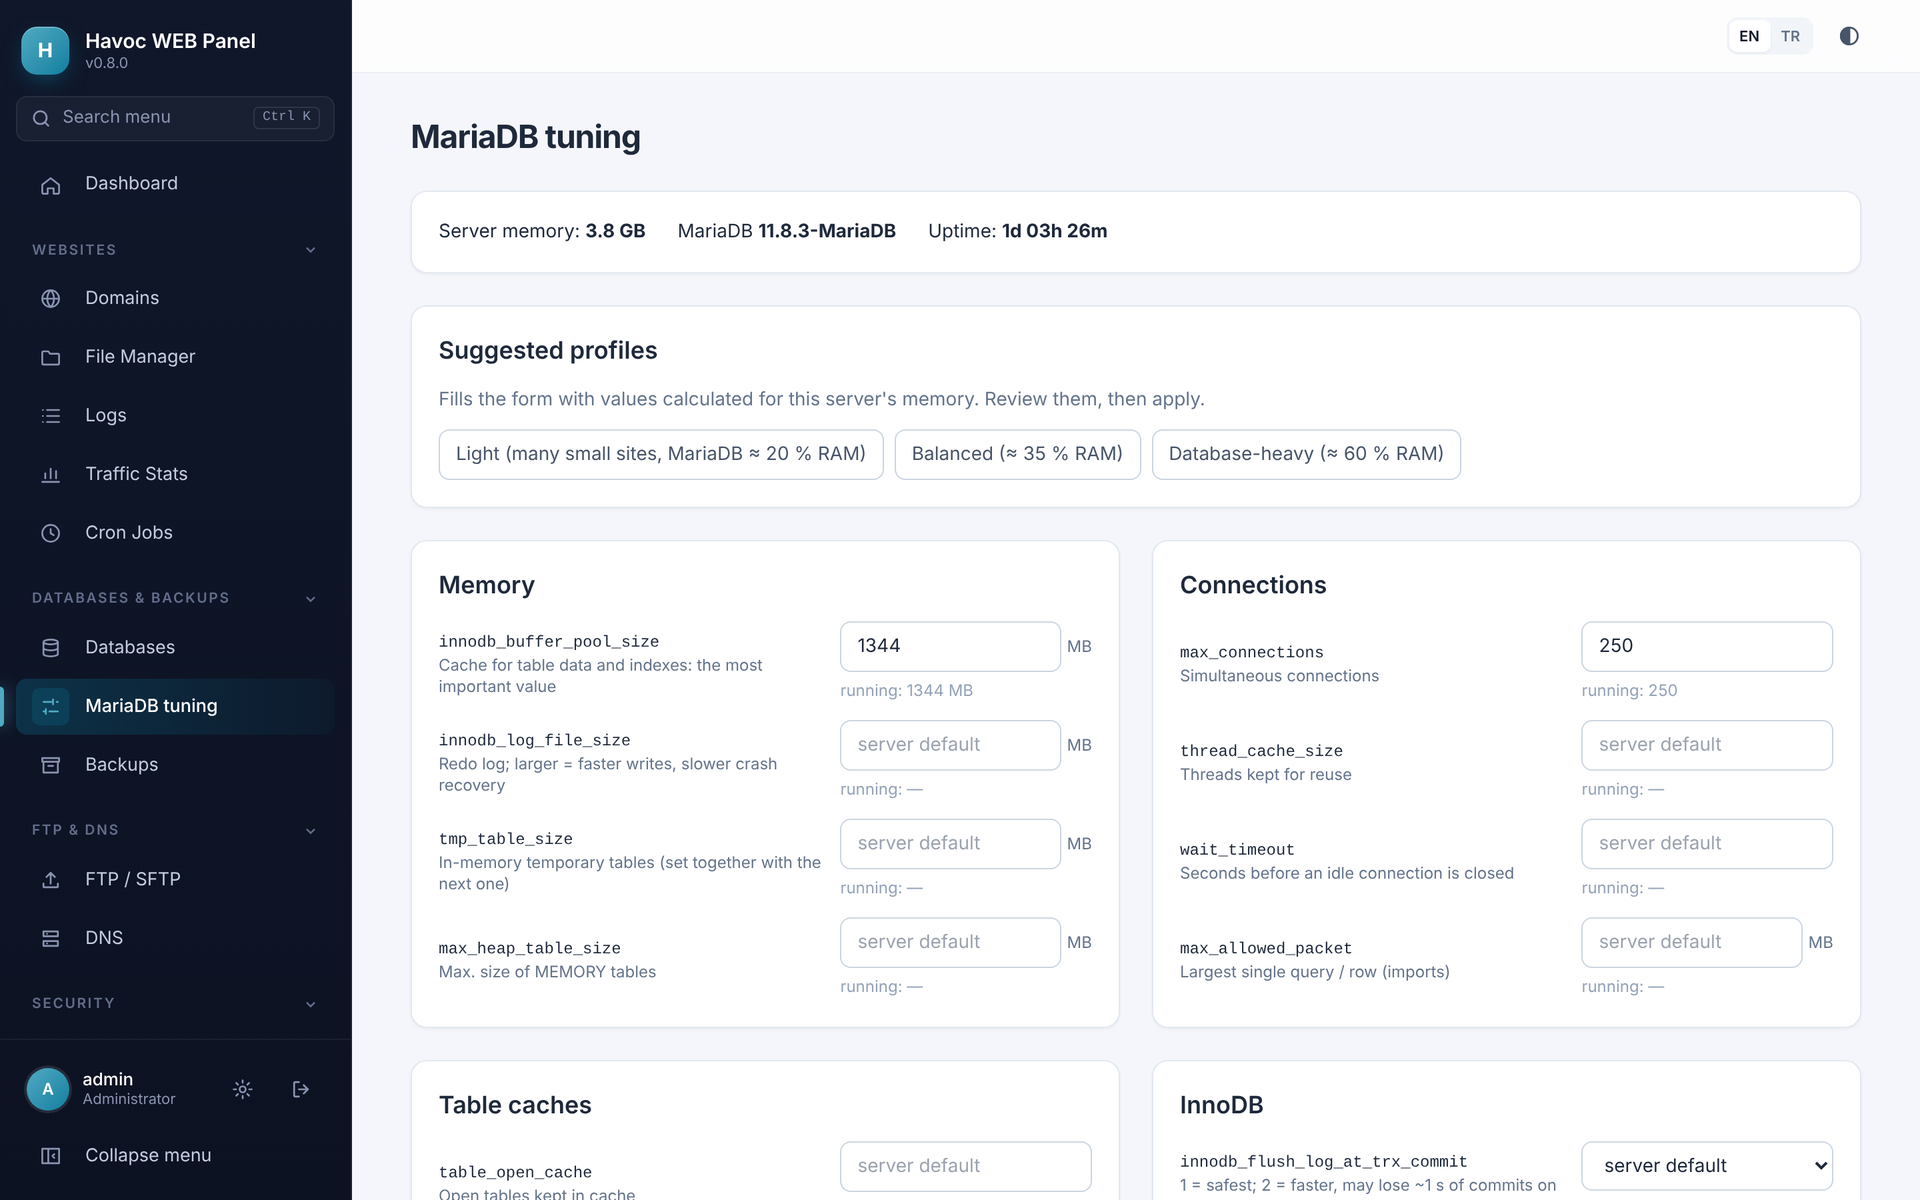 H
Havoc WEB Panel
v0.8.0
Search menu
Ctrl K
Dashboard
WEBSITES
Domains
File Manager
Logs
Traffic Stats
Cron Jobs
DATABASES & BACKUPS
Databases
MariaDB tuning
Backups
FTP & DNS
FTP / SFTP
DNS
SECURITY
A
admin
Administrator
Collapse menu
EN TR
MariaDB tuning
Server memory: 3.8 GB MariaDB 11.8.3-MariaDB Uptime: 1d 03h 26m
Suggested profiles
Fills the form with values calculated for this server's memory. Review them, then apply.
Light (many small sites, MariaDB ≈ 20 % RAM) Balanced (≈ 35 % RAM) Database-heavy (≈ 60 % RAM)
Memory
innodb_buffer_pool_size
Cache for table data and indexes: the most
important value
1344 MB
running: 1344 MB
innodb_log_file_size
Redo log; larger = faster writes, slower crash
recovery
server default MB
running: —
tmp_table_size
In-memory temporary tables (set together with the
next one)
server default MB
running: —
max_heap_table_size
Max. size of MEMORY tables
server default MB
running: —
Connections
max_connections
Simultaneous connections
250
running: 250
thread_cache_size
Threads kept for reuse
server default
running: —
wait_timeout
Seconds before an idle connection is closed
server default
running: —
max_allowed_packet
Largest single query / row (imports)
server default MB
running: —
Table caches
table_open_cache
Open tables kept in cache
server default
InnoDB
innodb_flush_log_at_trx_commit
1 = safest; 2 = faster, may lose ~1 s of commits on
server default